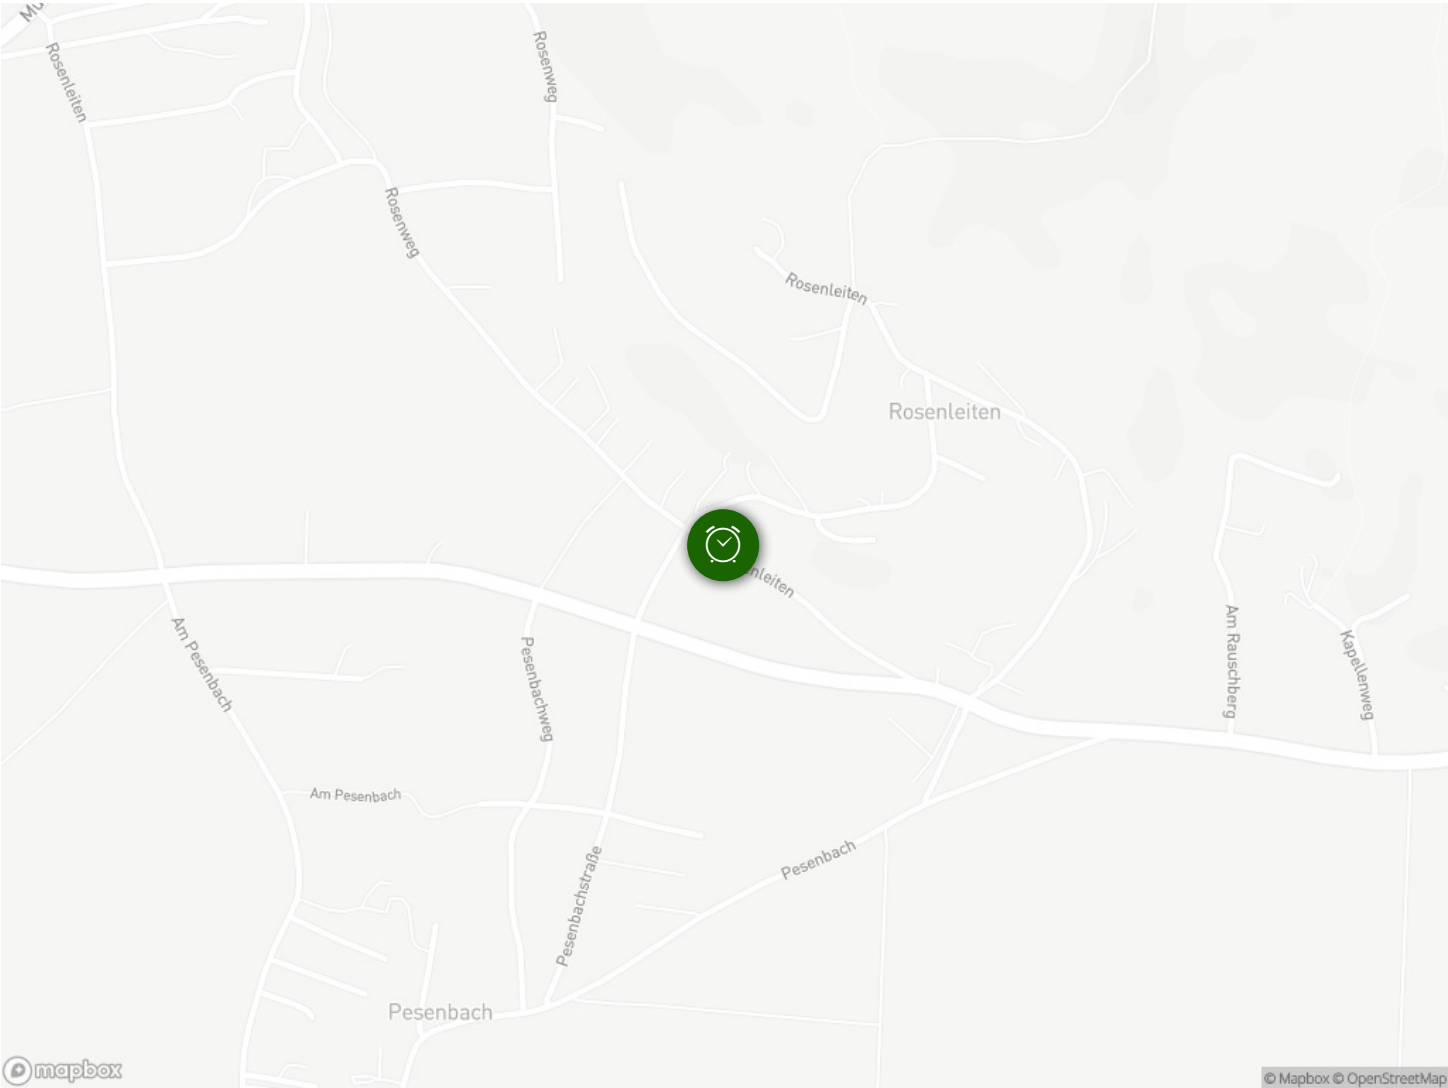 Rosenleiten
Rosenweg
Rosenweg
Rosenleiten
Rosenleiten
Am Rauschberg
Kapellenweg
Am Pesenbach
Pesenbachweg
Am Pesenbach
Pesenbach
Pesenbachstraße
Pesenbach
mapbox
© Mapbox © OpenStreetMap